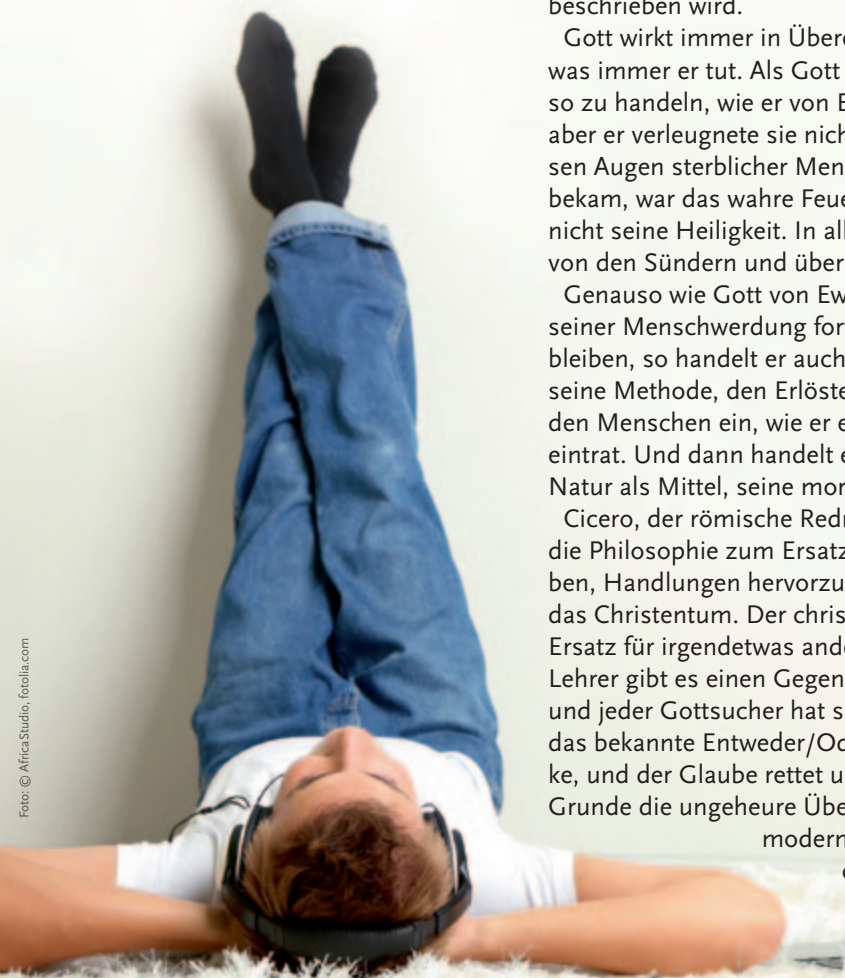 beschrieben wird.
Gott wirkt immer in Übere
was immer er tut. Als Gott
so zu handeln, wie er von E
aber er verleugnete sie nich
sen Augen sterblicher Men
bekam, war das wahre Feue
nicht seine Heiligkeit. In all
von den Sündern und über
Genauso wie Gott von Ew
seiner Menschwerdung for
bleiben, so handelt er auch
seine Methode, den Erlöste
den Menschen ein, wie er e
eintrat. Und dann handelt e
Natur als Mittel, seine mor
Cicero, der römische Redn
die Philosophie zum Ersatz
ben, Handlungen hervorzu
das Christentum. Der chris
Ersatz für irgendetwas ande
Lehrer gibt es einen Gegen
und jeder Gottsucher hat s
das bekannte Entweder/Od
ke, und der Glaube rettet u
Grunde die ungeheure Übe
modern
Foto: © Africa Studio, fotolia.com